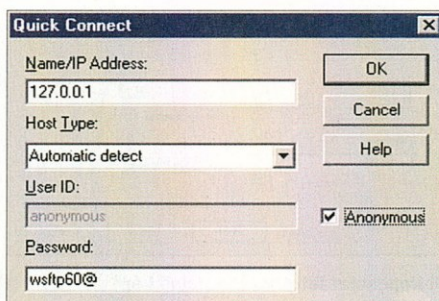 Quick Connect
Name/IP Address:
127.0.0.1
Host Type:
Automatic detect
User ID:
anonymous
Password:
wsftp60@
OK
Cancel
Help
Anonymous